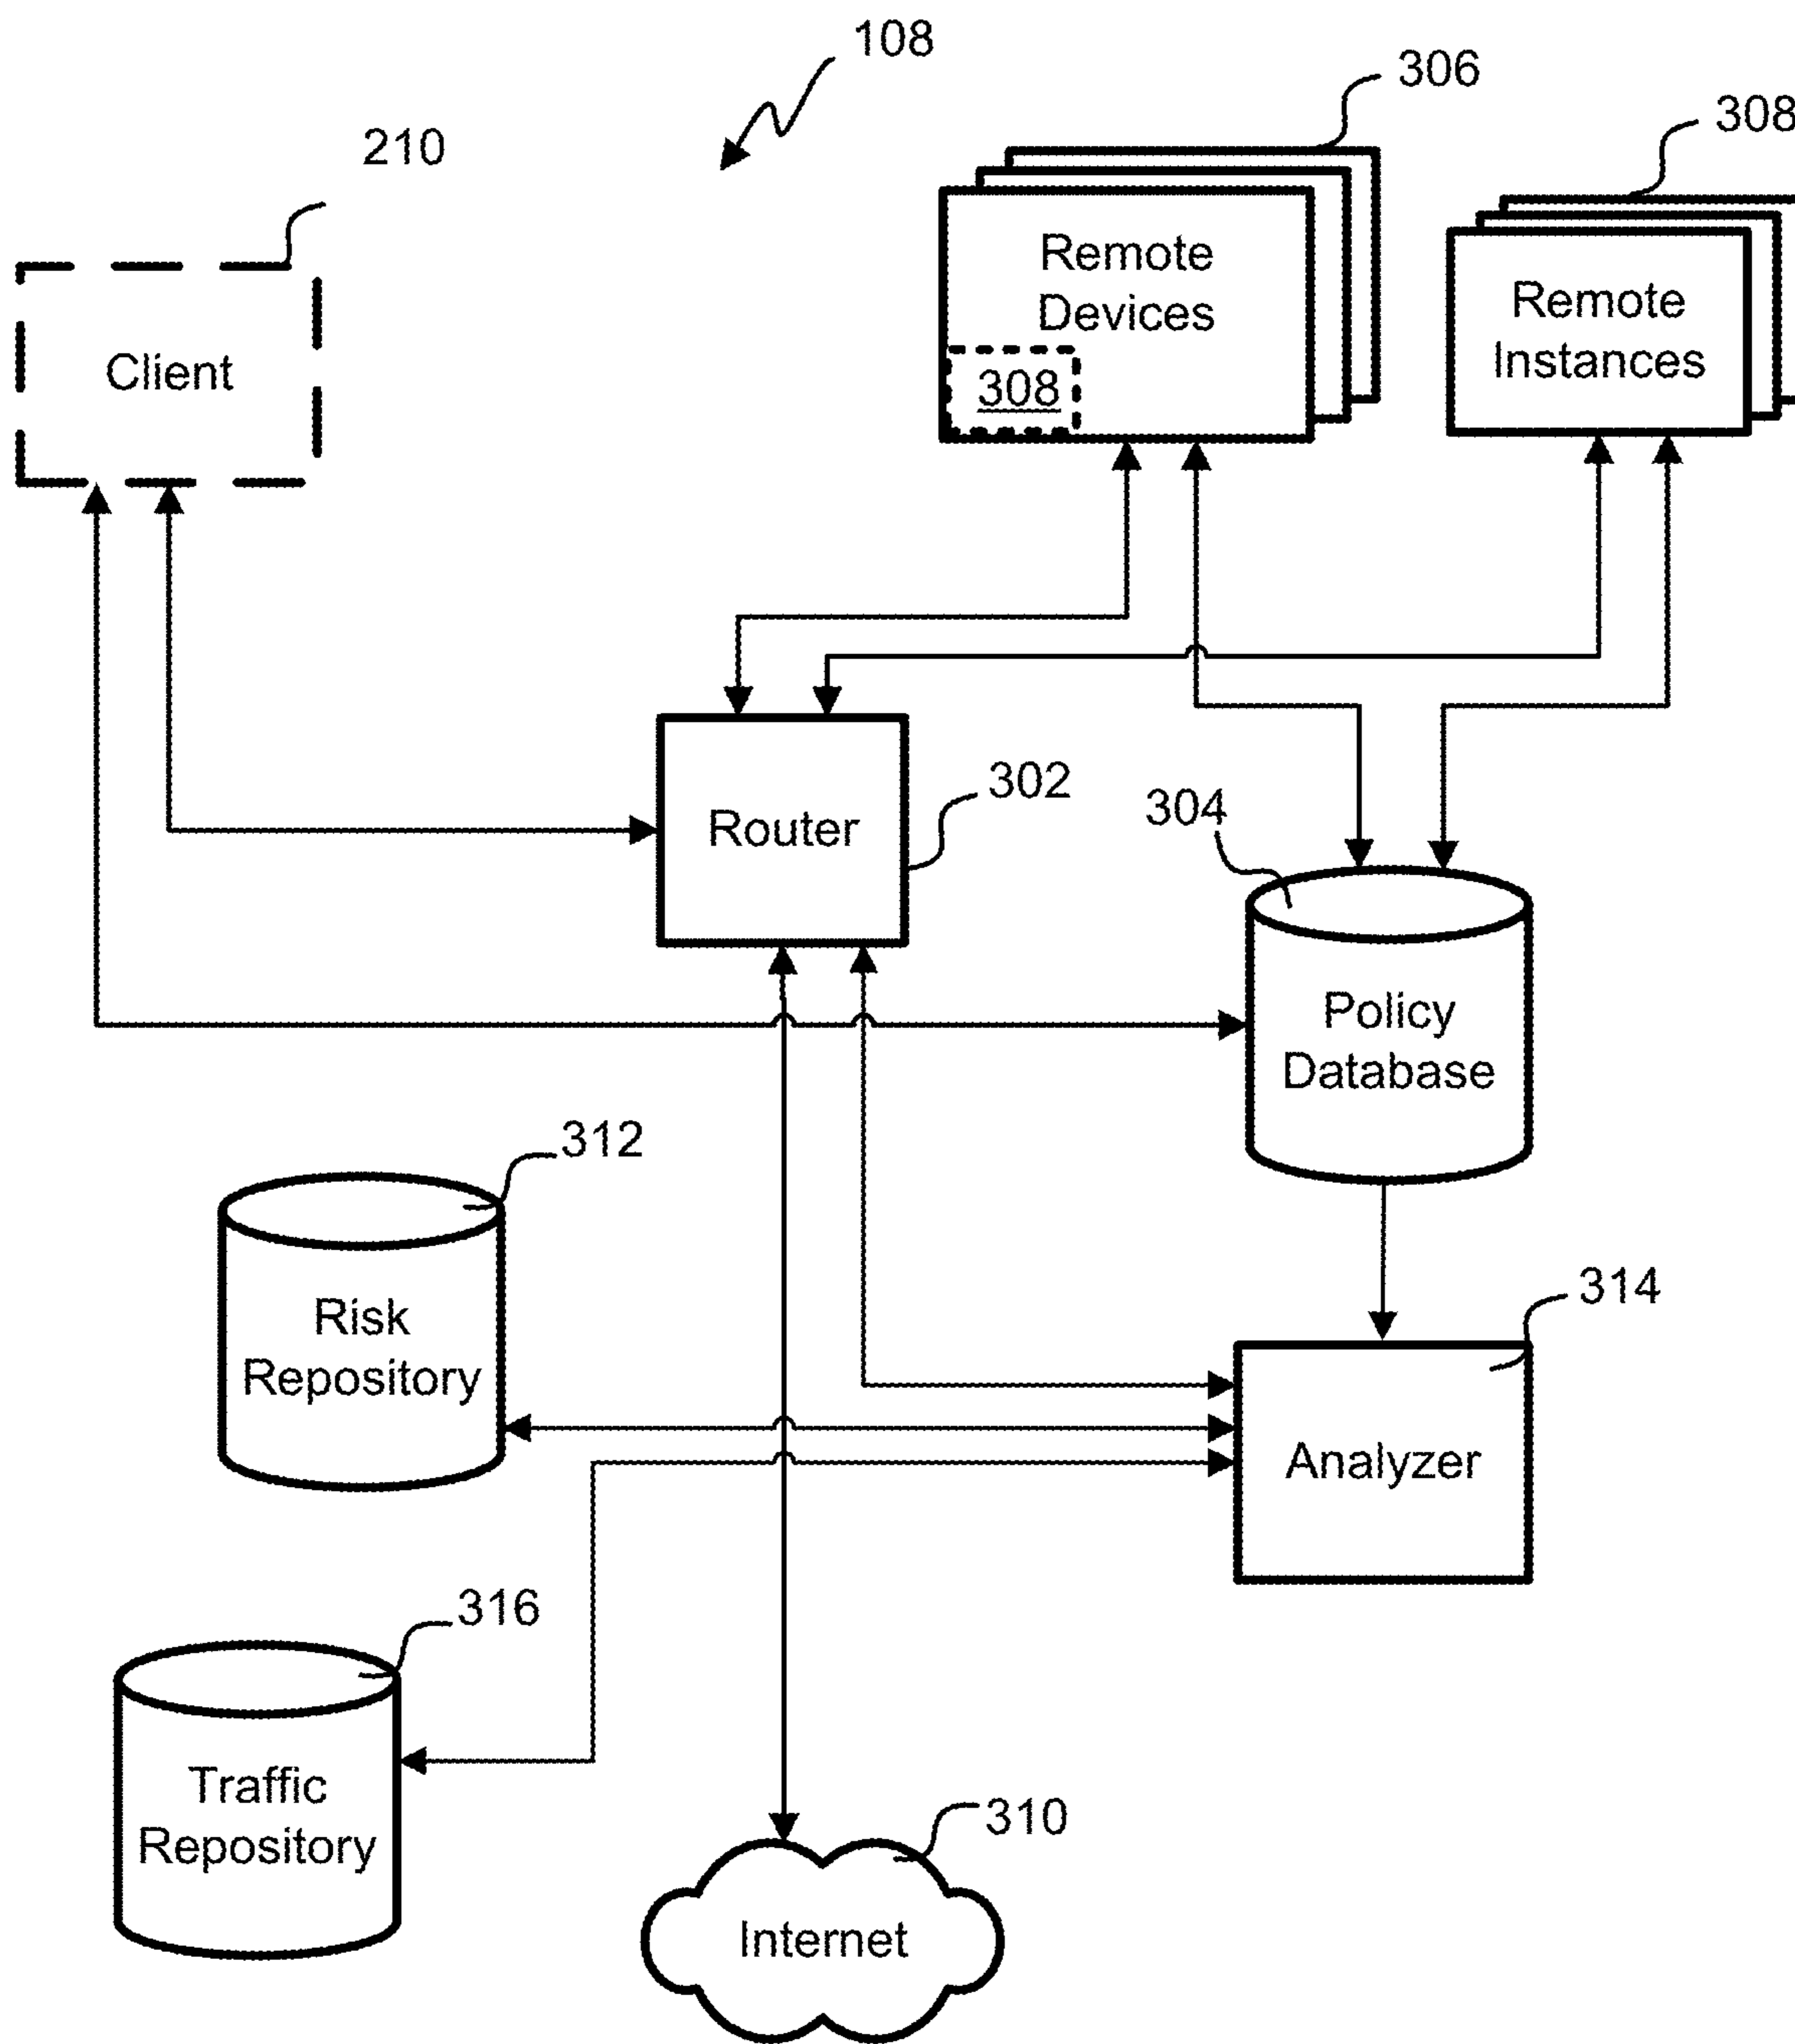 108
306
308
210
Remote
Devices
308
Remote
Instances
Client
302
304
Router
Policy
Database
312
314
Risk
Repository
Analyzer
316
Traffic
Repository
310
Internet